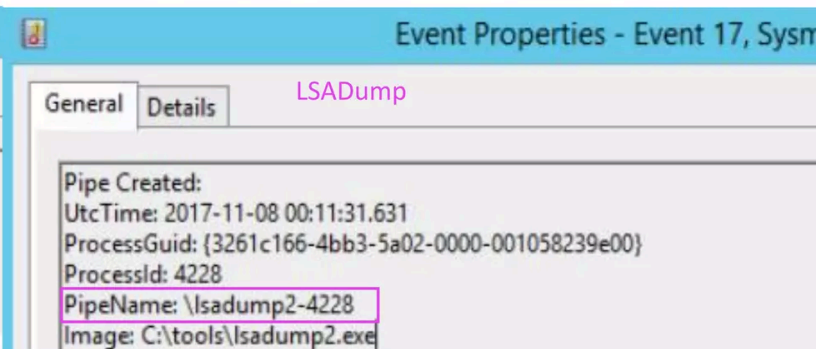 Event Properties - Event 17, Sysm
LSADump
General Details
Pipe Created:
UtcTime: 2017-11-08 00:11:31.631
ProcessGuid: {3261c166-4bb3-5a02-0000-001058239e00}
ProcessId: 4228
PipeName: \lsadump2-4228
Image: C:\tools\lsadump2.exe